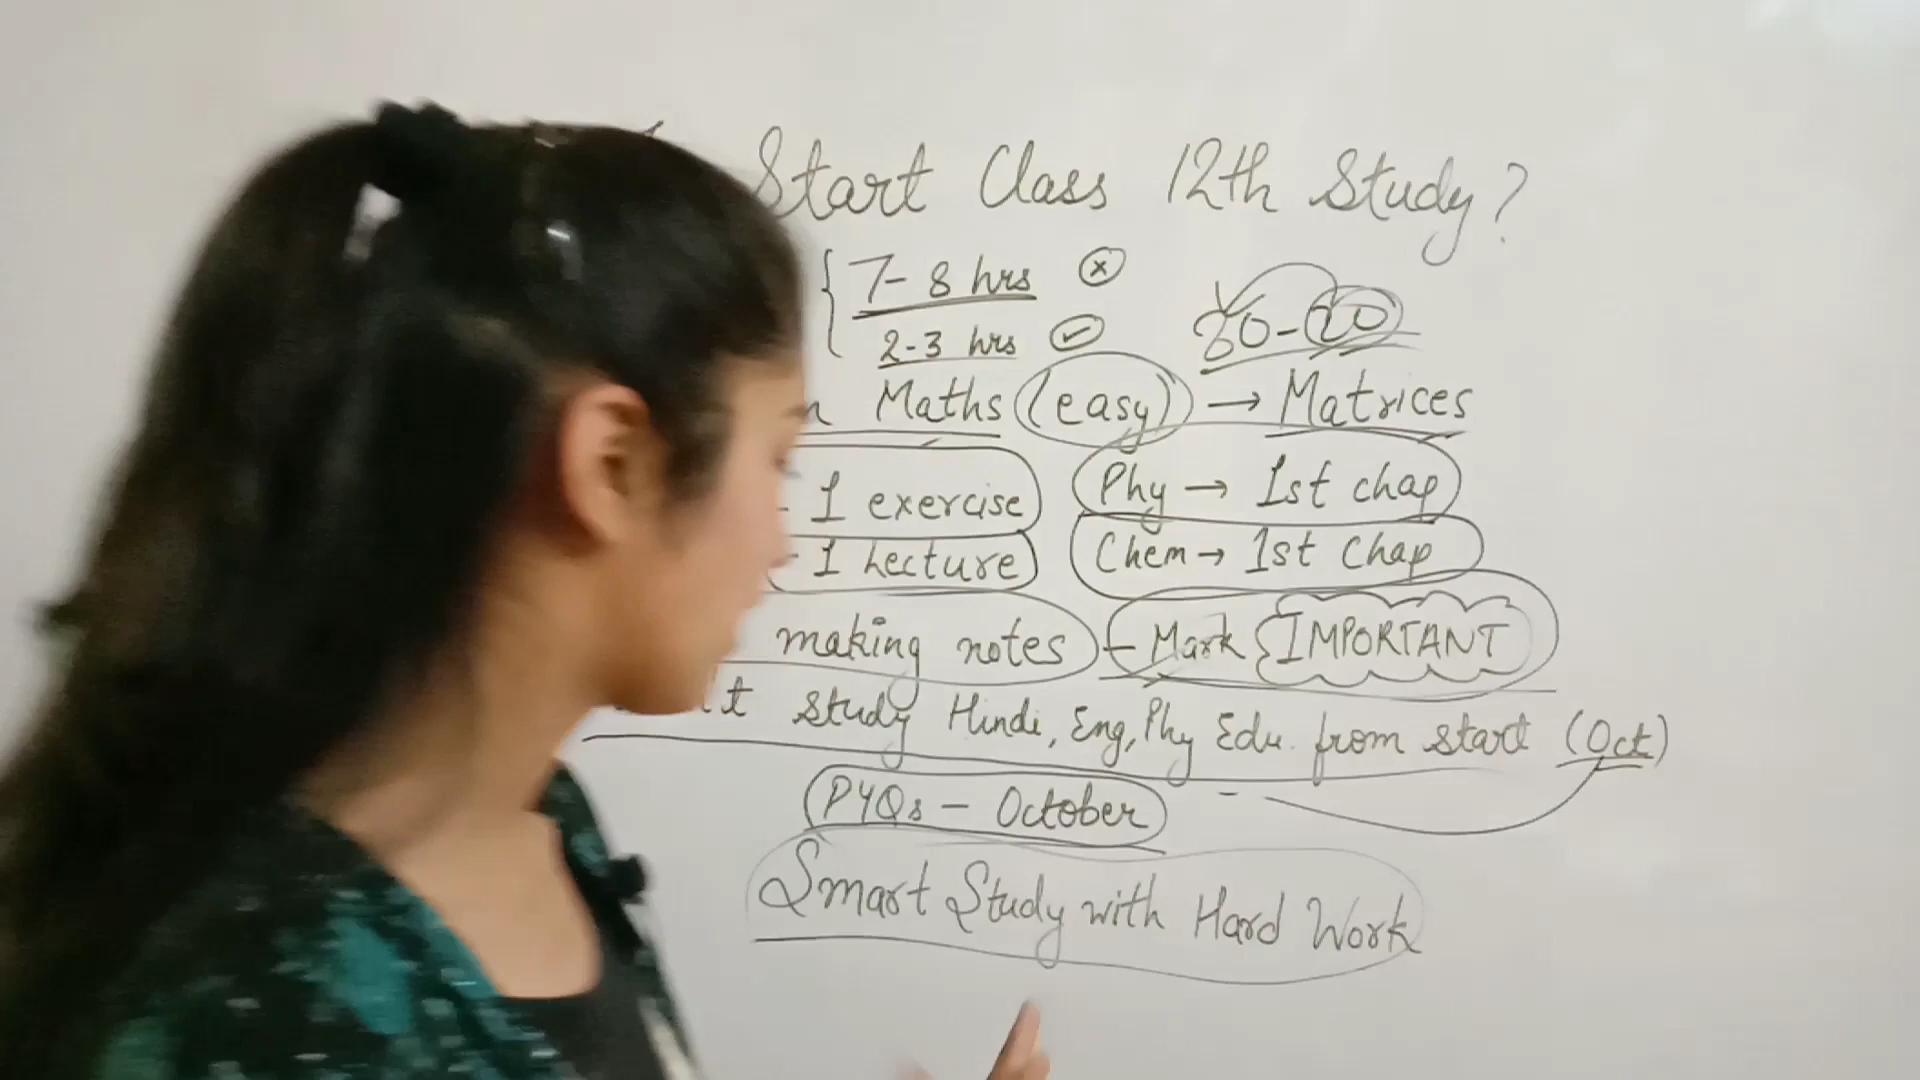 Start Class 12th Study?
7-8 hrs
2-3 hrs
80-20
Maths (easy) → Matrices
- 1 exercise
Phy → 1st chap
- 1 Lecture
Chem → 1st Chap
making notes - Mark IMPORTANT
study Hindi, Eng, Phy Edu. from start (Oct)
PYQs - October
Smart Study with Hard Work